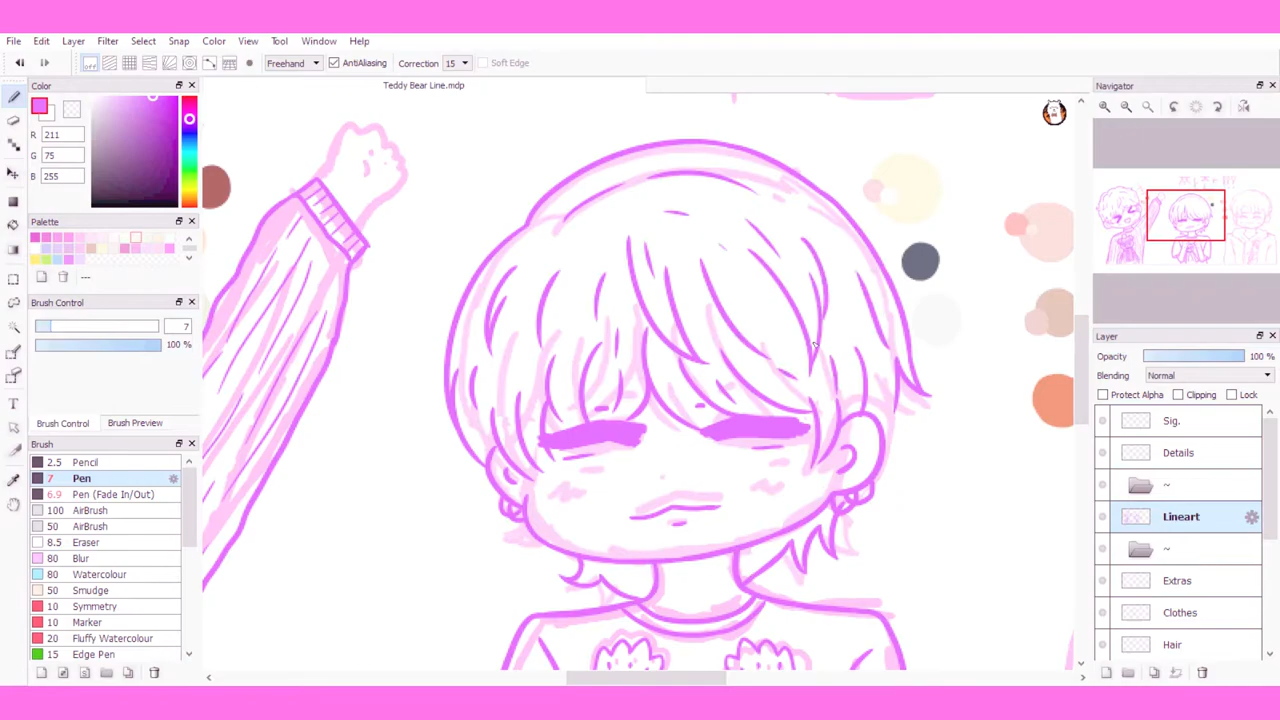 File Edit Layer Filter Select Snap Color View Tool Window Help
off Freehand AntiAliasing Correction 15 Soft Edge
Color
Teddy Bear Line.mdp
Navigator
R 211
G 75
B 255
Palette
---
Brush Control
7
100 %
Brush Control Brush Preview
Brush
2.5 Pencil
7 Pen
6.9 Pen (Fade In/Out)
100 AirBrush
50 AirBrush
8.5 Eraser
80 Blur
80 Watercolour
50 Smudge
10 Symmetry
10 Marker
20 Fluffy Watercolour
15 Edge Pen
Layer
Opacity 100 %
Blending Normal
Protect Alpha Clipping Lock
Sig.
Details
~
Lineart
~
Extras
Clothes
Hair